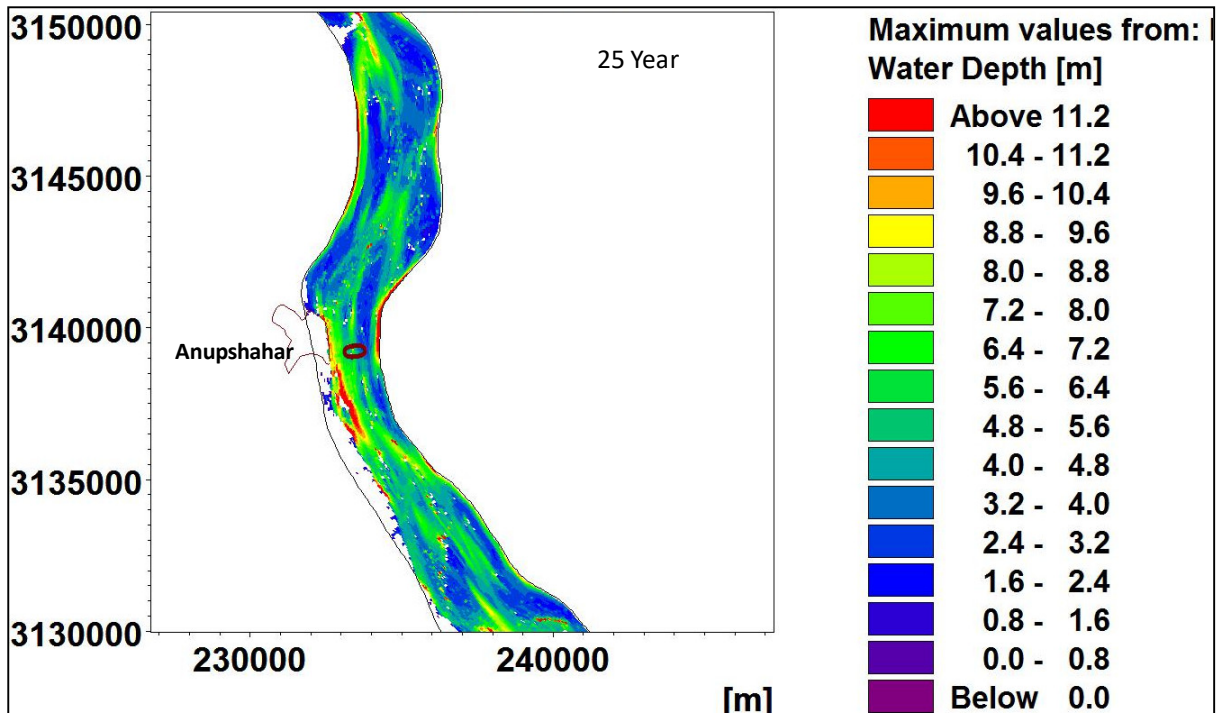 3150000
3145000
3140000
3135000
3130000
230000
240000
[m]
25 Year
Anupshahar
0
Maximum values from:
Water Depth [m]
Above 11.2
10.4 - 11.2
9.6 - 10.4
8.8 - 9.6
8.0 - 8.8
7.2 - 8.0
6.4 - 7.2
5.6 - 6.4
4.8 - 5.6
4.0 - 4.8
3.2 - 4.0
2.4 - 3.2
1.6 - 2.4
0.8 - 1.6
0.0 - 0.8
Below 0.0